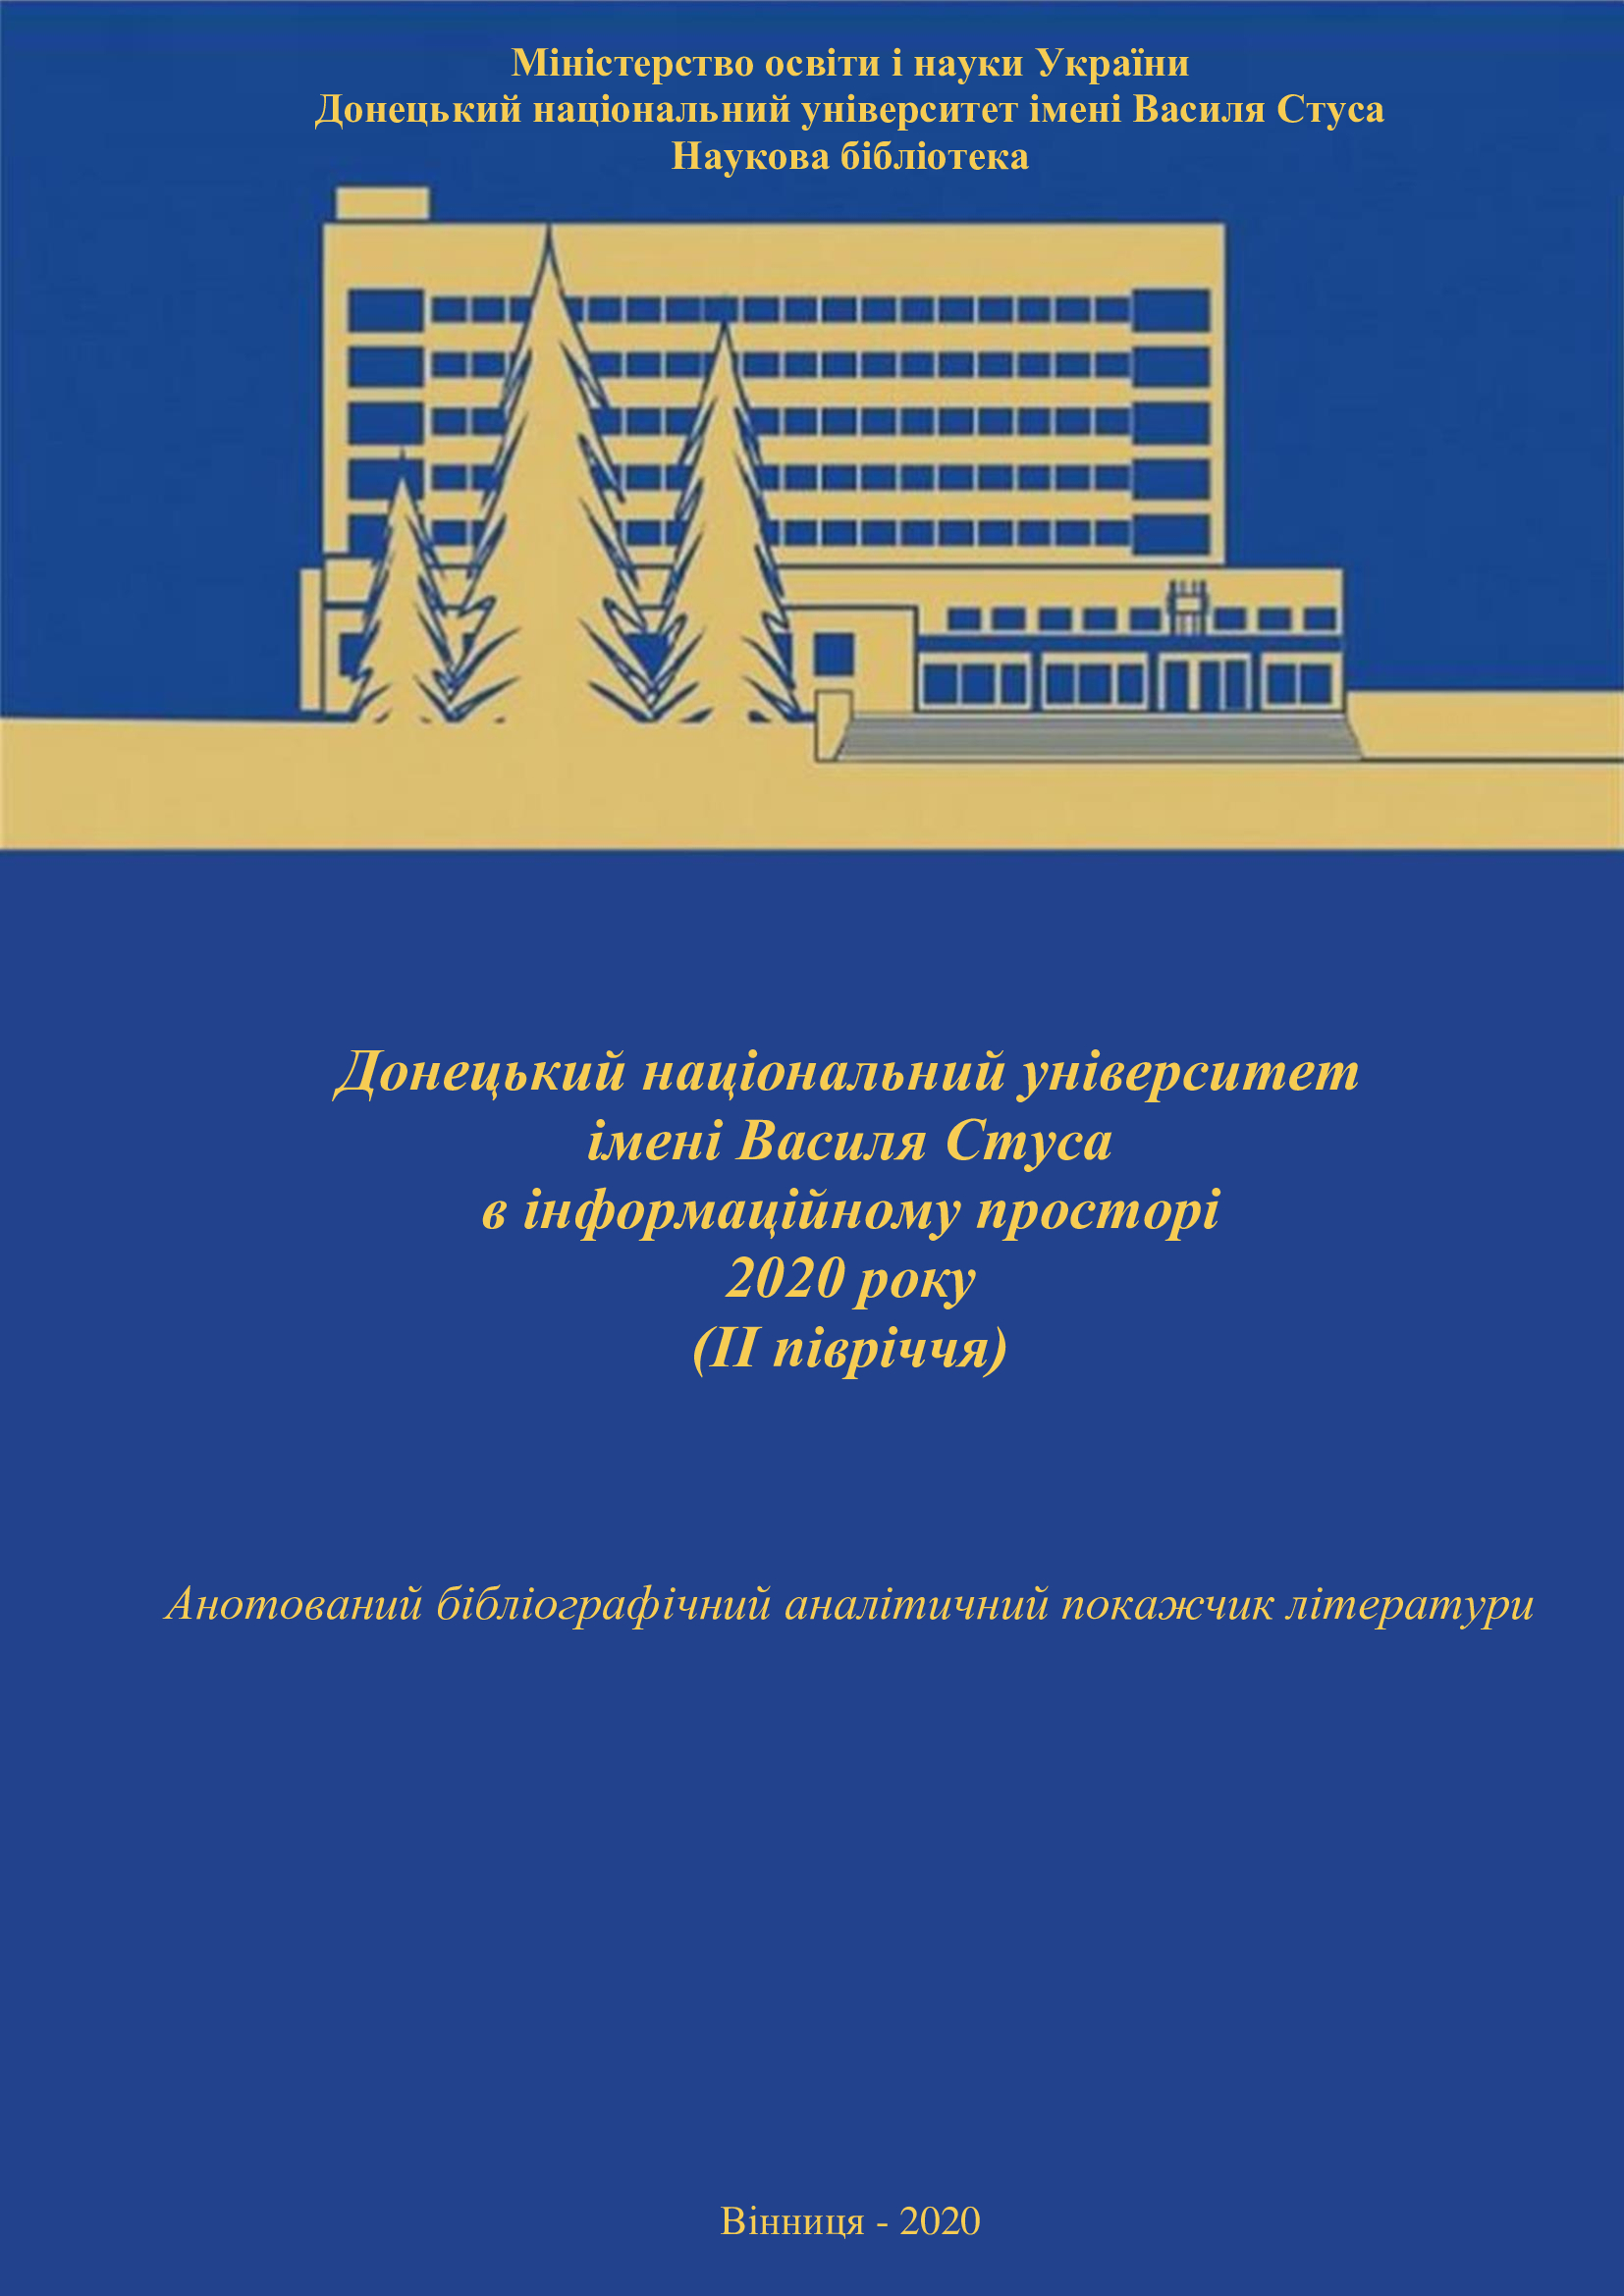 Міністерство освіти і науки України
Донецький національний університет імені Василя Стуса
Наукова бібліотека
Донецький національний університет
імені Василя Стуса
в інформаційному просторі
2020 року
(ІІ півріччя)
Анотований бібліографічний аналітичний покажчик літератури
Вінниця - 2020